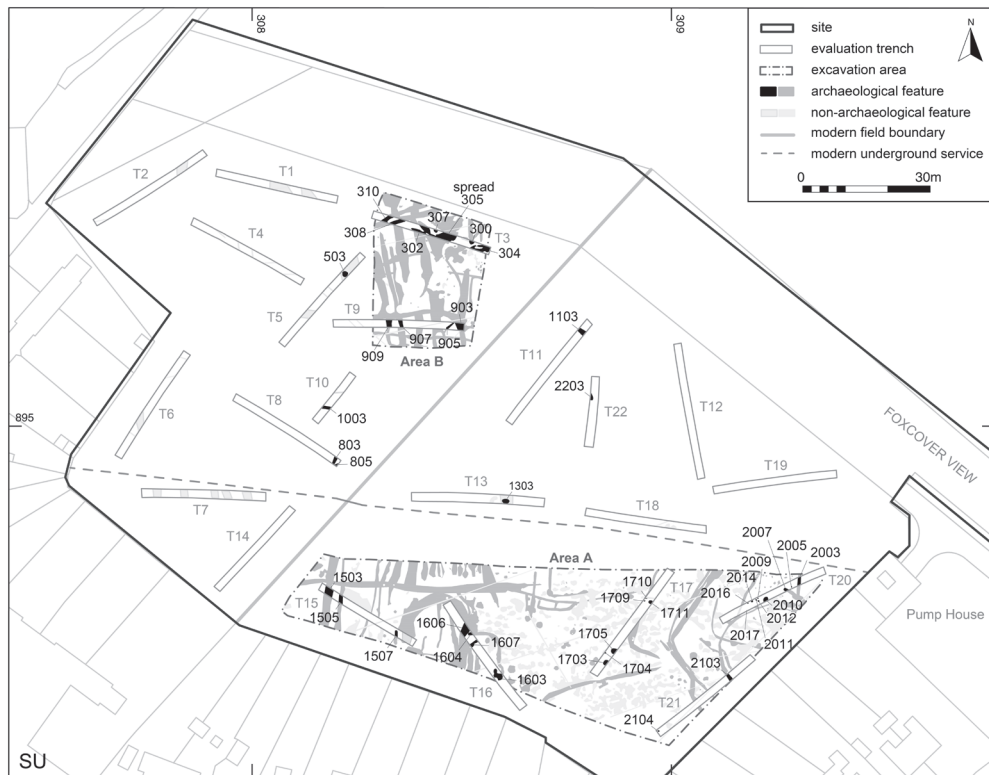 308
309
site
evaluation trench
excavation area
archaeological feature
non-archaeological feature
modern field boundary
modern underground service
0
30m
N
T2
T1
T4
310
spread
305
307
300
T3
308
302
304
503
T5
T9
903
909
907
905
Area B
T10
1003
T8
803
805
T6
895
T7
T14
1103
T11
2203
T22
T12
T13
1303
T19
T18
FOXCOVER VIEW
Area A
2007
2005
2003
2009
T20
2014
2016
2010
2012
2017
2011
1503
T15
1505
1507
1606
1607
1604
1603
T16
1710
T17
1709
1711
1705
1703
1704
2103
T21
2104
Pump House
SU